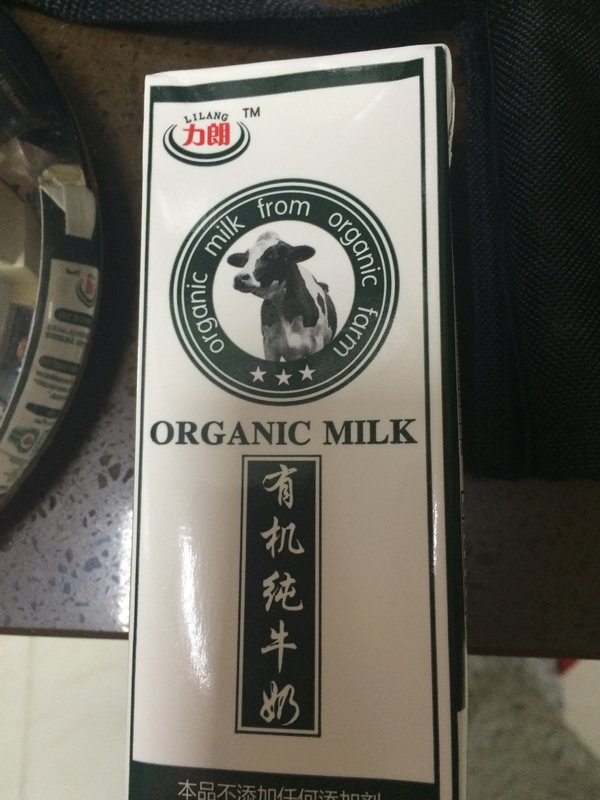 LILANG TM
力朗
organic milk from organic farm
ORGANIC MILK
有机纯牛奶
本品不添加任何添加剂